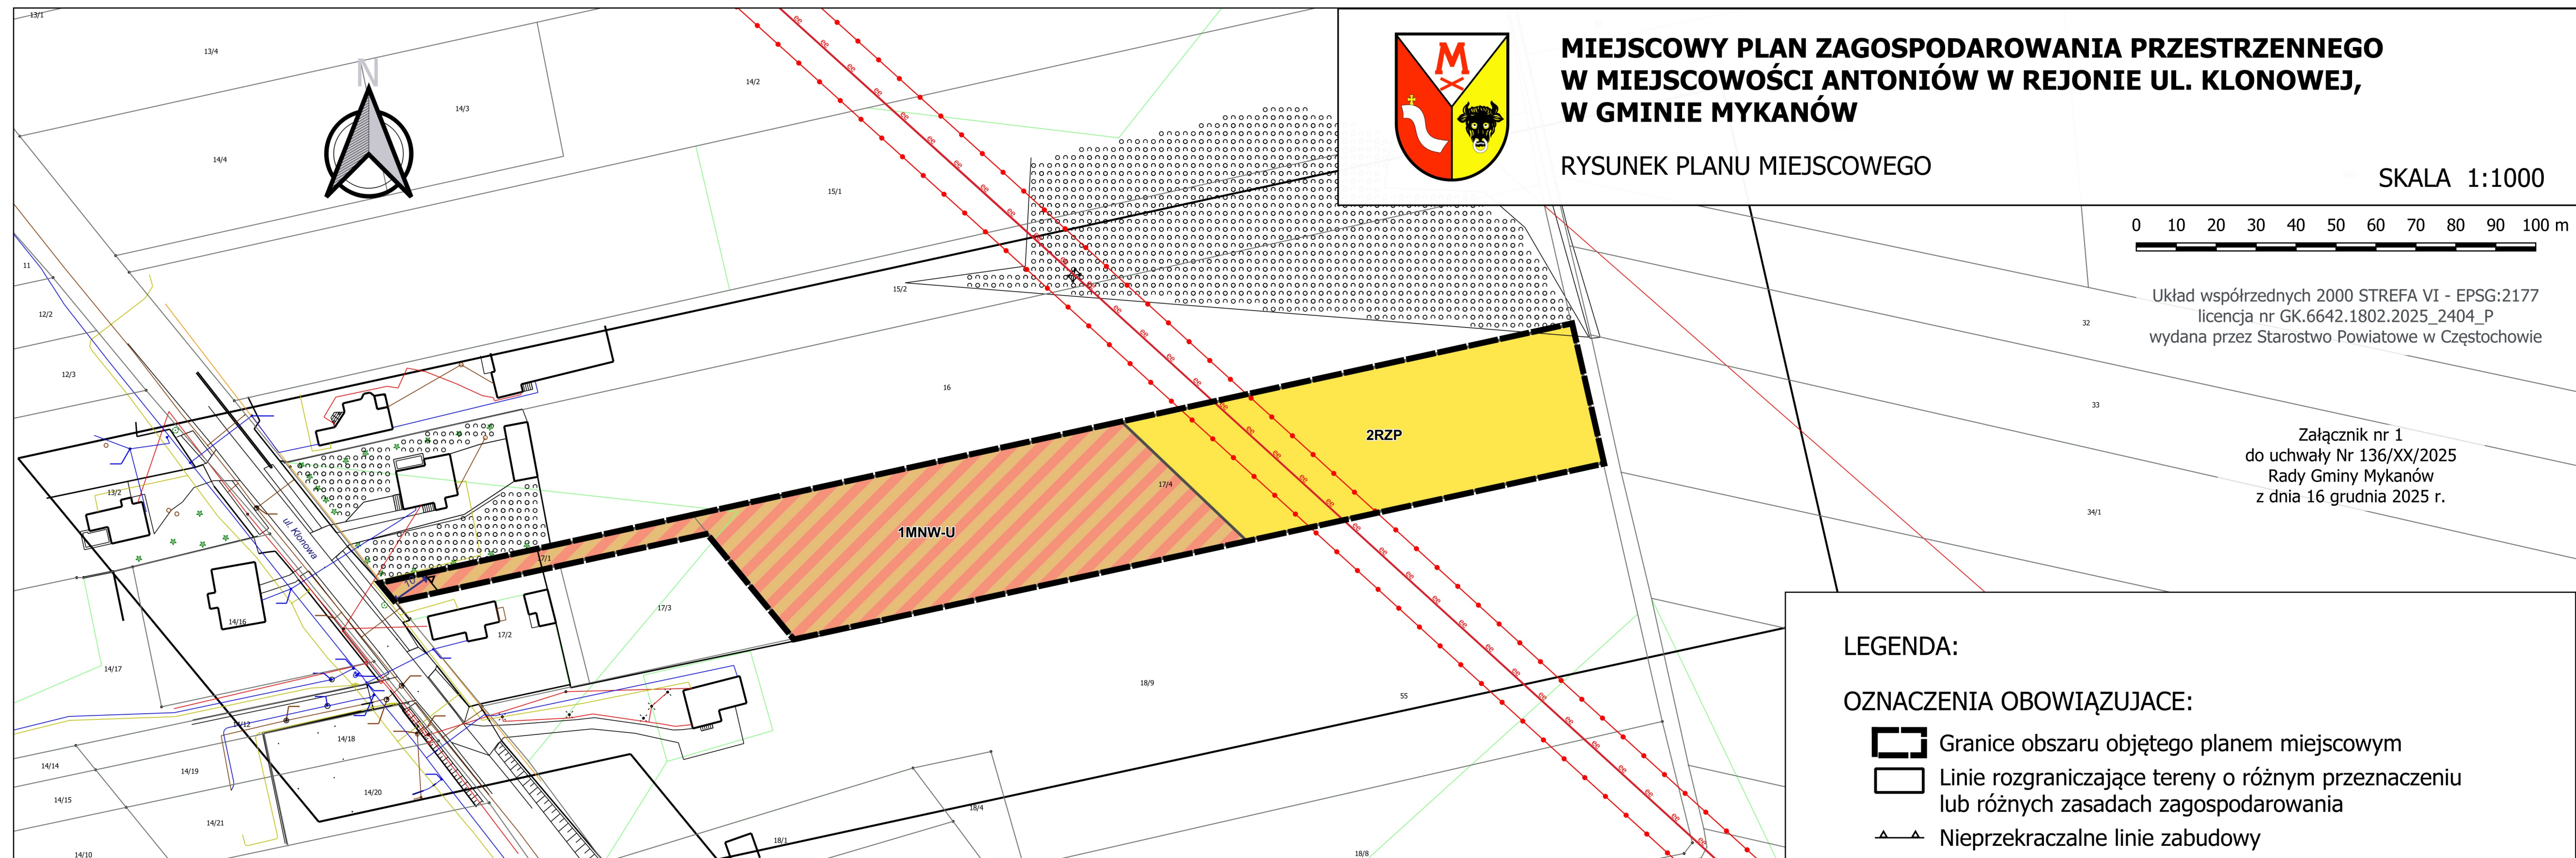 MIEJSCOWY PLAN ZAGOSPODAROWANIA PRZESTRZENNEGO
W MIEJSCOWOŚCI ANTONIÓW W REJONIE UL. KLONOWEJ,
W GMINIE MYKANÓW
RYSUNEK PLANU MIEJSCOWEGO
SKALA 1:1000
0 10 20 30 40 50 60 70 80 90 100 m
Układ współrzędnych 2000 STREFA VI - EPSG:2177
licencja nr GK.6642.1802.2025_2404_P
wydana przez Starostwo Powiatowe w Częstochowie
Załącznik nr 1
do uchwały Nr 136/XX/2025
Rady Gminy Mykanów
z dnia 16 grudnia 2025 r.
N
M
13/1
13/4
14/3
14/2
14/4
15/1
11
15/2
12/2
32
12/3
16
33
2RZP
17/4
13/2
34/1
1MNW-U
ul. Klonowa
17/3
14/16
17/2
14/17
18/9
55
14/18
14/14
14/19
14/20
14/15
18/4
14/21
18/1
14/10
18/8
LEGENDA:
OZNACZENIA OBOWIĄZUJACE:
Granice obszaru objętego planem miejscowym
Linie rozgraniczające tereny o różnym przeznaczeniu
lub różnych zasadach zagospodarowania
Nieprzekraczalne linie zabudowy